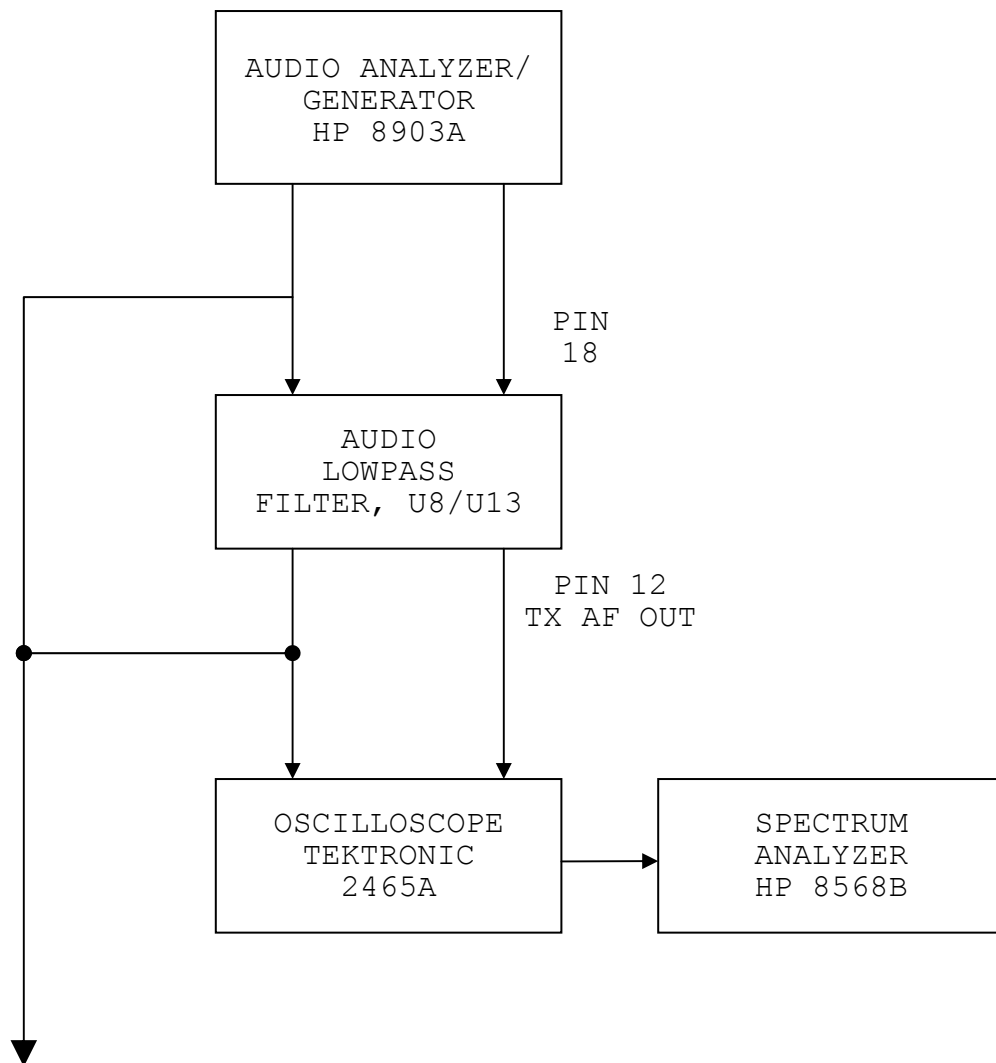 AUDIO ANALYZER/
GENERATOR
HP 8903A
PIN
18
AUDIO
LOWPASS
FILTER, U8/U13
PIN 12
TX AF OUT
OSCILLOSCOPE
TEKTRONIC
2465A
SPECTRUM
ANALYZER
HP 8568B